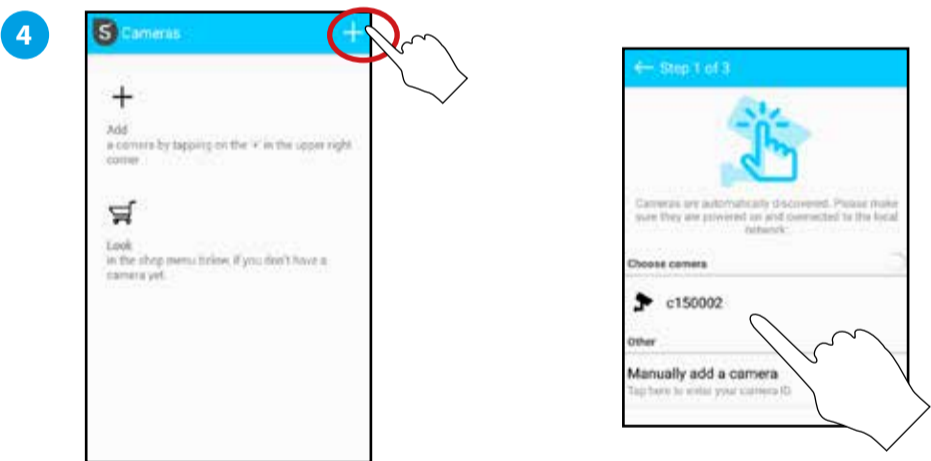 4
S Cameras +
+
Add
a camera by tapping on the '+' in the upper right
corner
Look
in the shop menu below, if you don't have a
camera yet.
← Step 1 of 3
Cameras are automatically discovered. Please make
sure they are powered on and connected to the local
network.
Choose camera
c150002
Other
Manually add a camera
Tap here to enter your camera ID